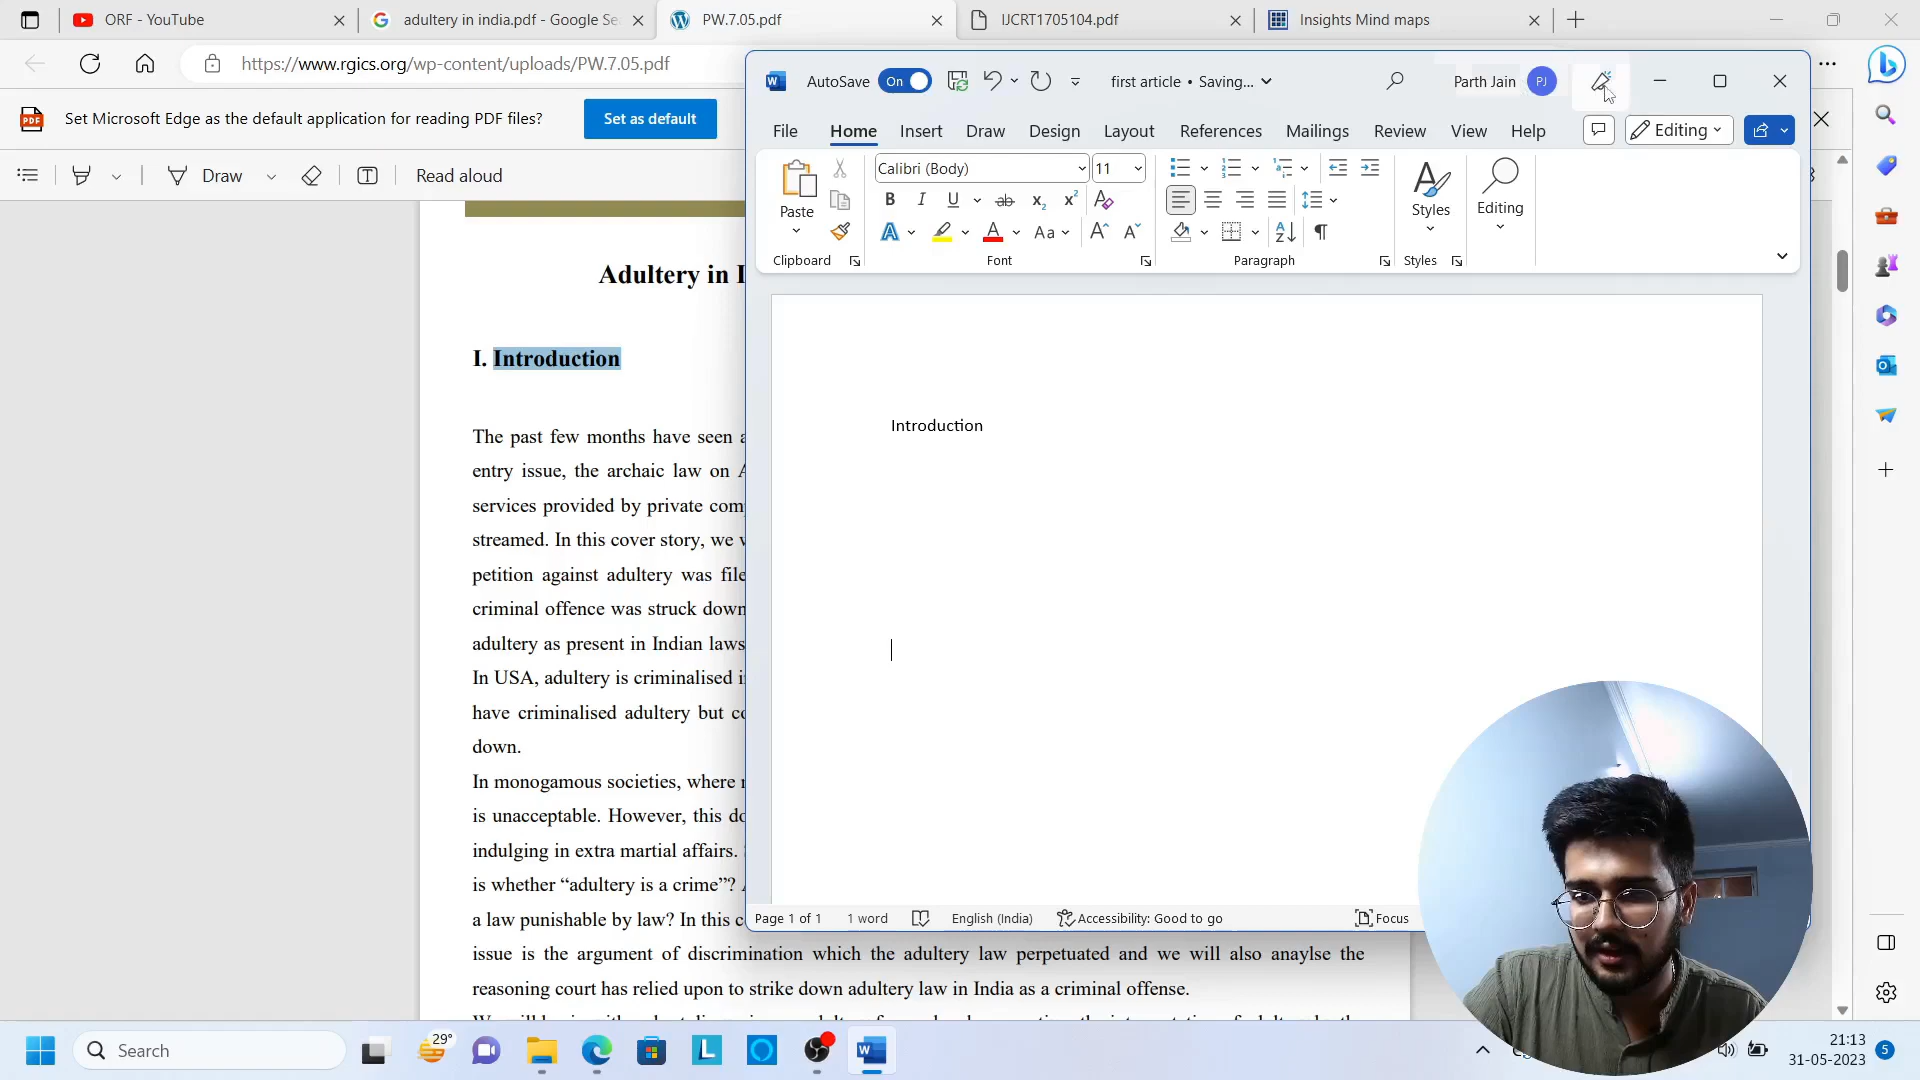 ORF - YouTube
adultery in india.pdf - Google Se
PW.7.05.pdf
IJCRT1705104.pdf
Insights Mind maps
https://www.rgics.org/wp-content/uploads/PW.7.05.pdf
Set Microsoft Edge as the default application for reading PDF files?
Set as default
Draw
Read aloud
Adultery in I
I. Introduction
The past few months have seen a
entry issue, the archaic law on A
services provided by private com
streamed. In this cover story, we w
petition against adultery was file
criminal offence was struck down
adultery as present in Indian laws
In USA, adultery is criminalised i
have criminalised adultery but co
down.
In monogamous societies, where
is unacceptable. However, this do
indulging in extra martial affairs.
is whether “adultery is a crime”?
a law punishable by law? In this c
issue is the argument of discrimination which the adultery law perpetuated and we will also anaylse the
reasoning court has relied upon to strike down adultery law in India as a criminal offense.
AutoSave On
first article • Saving...
Parth Jain PJ
File Home Insert Draw Design Layout References Mailings Review View Help
Editing
Paste
Clipboard
Calibri (Body) 11
Font
Paragraph
Styles
Styles
Editing
Introduction
Page 1 of 1 1 word English (India) Accessibility: Good to go Focus
Search
29°
21:13
31-05-2023
5